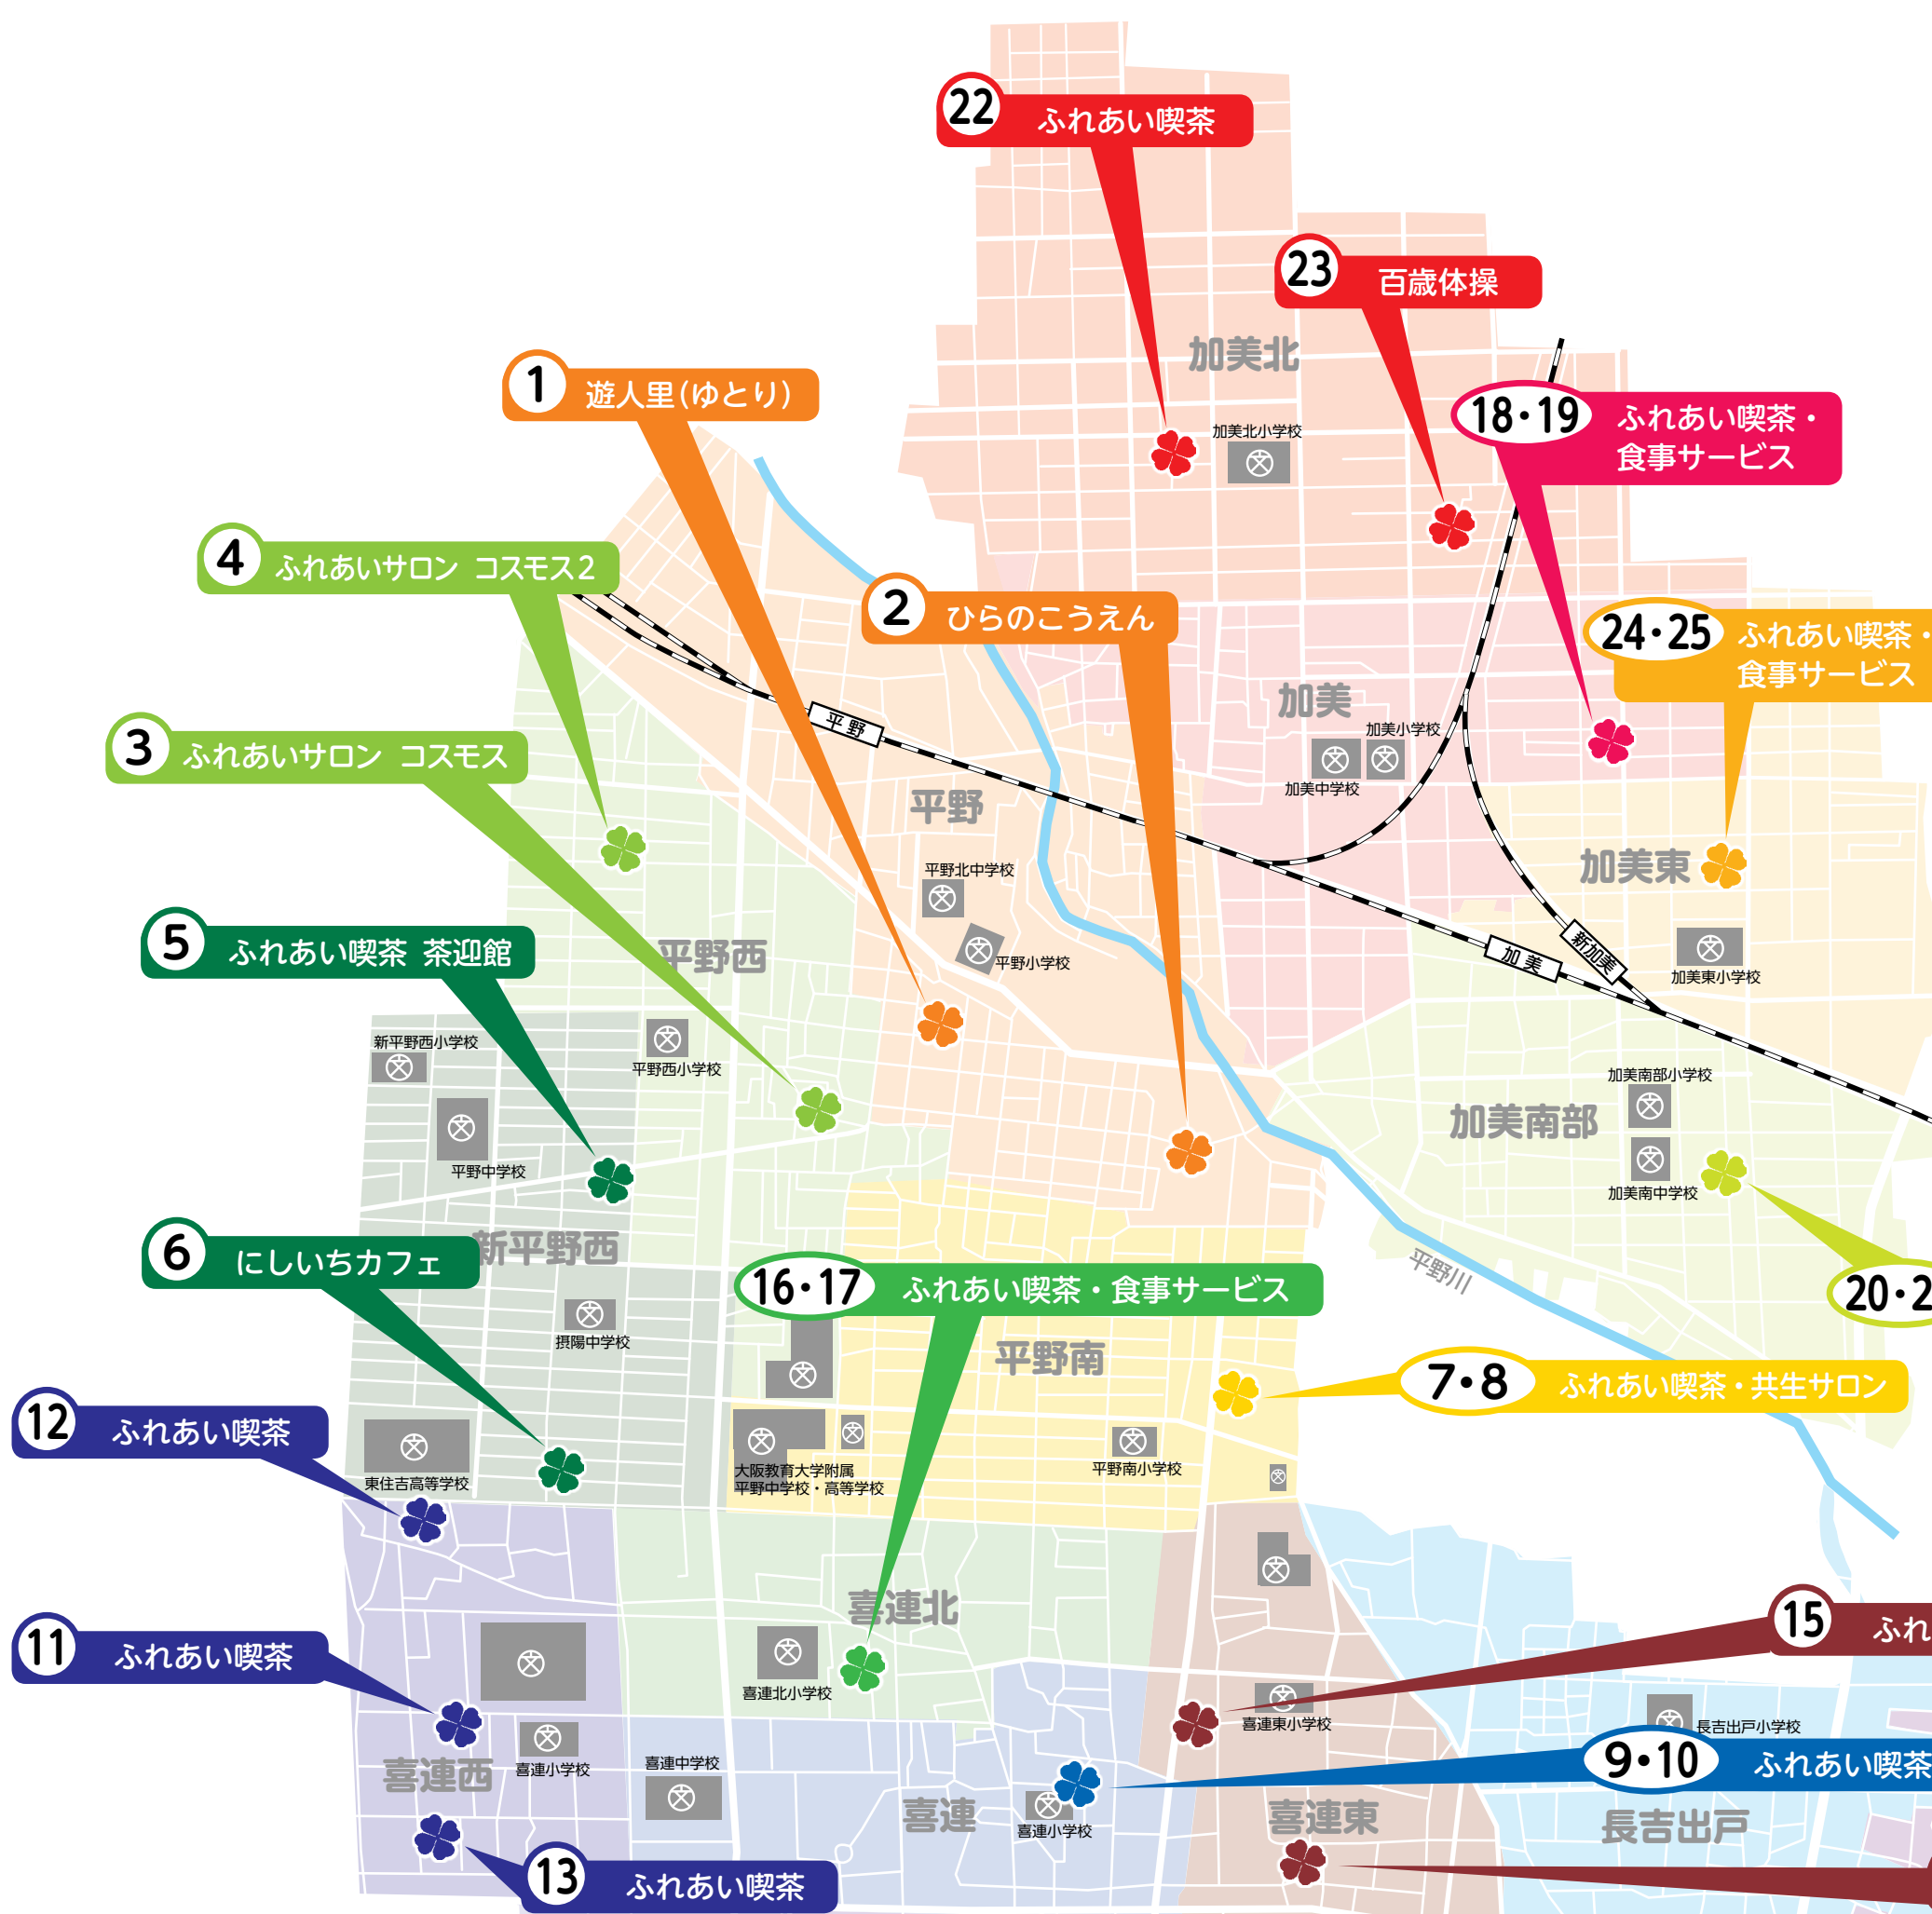 22 ふれあい喫茶
23 百歳体操
加美北
1 遊人里(ゆとり)
18・19 ふれあい喫茶・
食事サービス
加美北小学校
4 ふれあいサロン コスモス2
2 ひらのこうえん
24・25 ふれあい喫茶・
食事サービス
加美
3 ふれあいサロン コスモス
平野
加美小学校
加美中学校
平野
加美東
平野北中学校
5 ふれあい喫茶 茶迎館
平野西
平野小学校
加美
新加美
加美東小学校
新平野西小学校
平野西小学校
加美南部小学校
加美南部
平野中学校
加美南中学校
6 にしいちカフェ
新平野西
平野川
16・17 ふれあい喫茶・食事サービス
20・2
摂陽中学校
平野南
7・8 ふれあい喫茶・共生サロン
12 ふれあい喫茶
東住吉高等学校
大阪教育大学附属
平野中学校・高等学校
平野南小学校
喜連北
15 ふれ
11 ふれあい喫茶
喜連北小学校
喜連東小学校
長吉出戸小学校
喜連西
喜連小学校
喜連中学校
9・10 ふれあい喫茶
喜連
喜連小学校
喜連東
長吉出戸
13 ふれあい喫茶